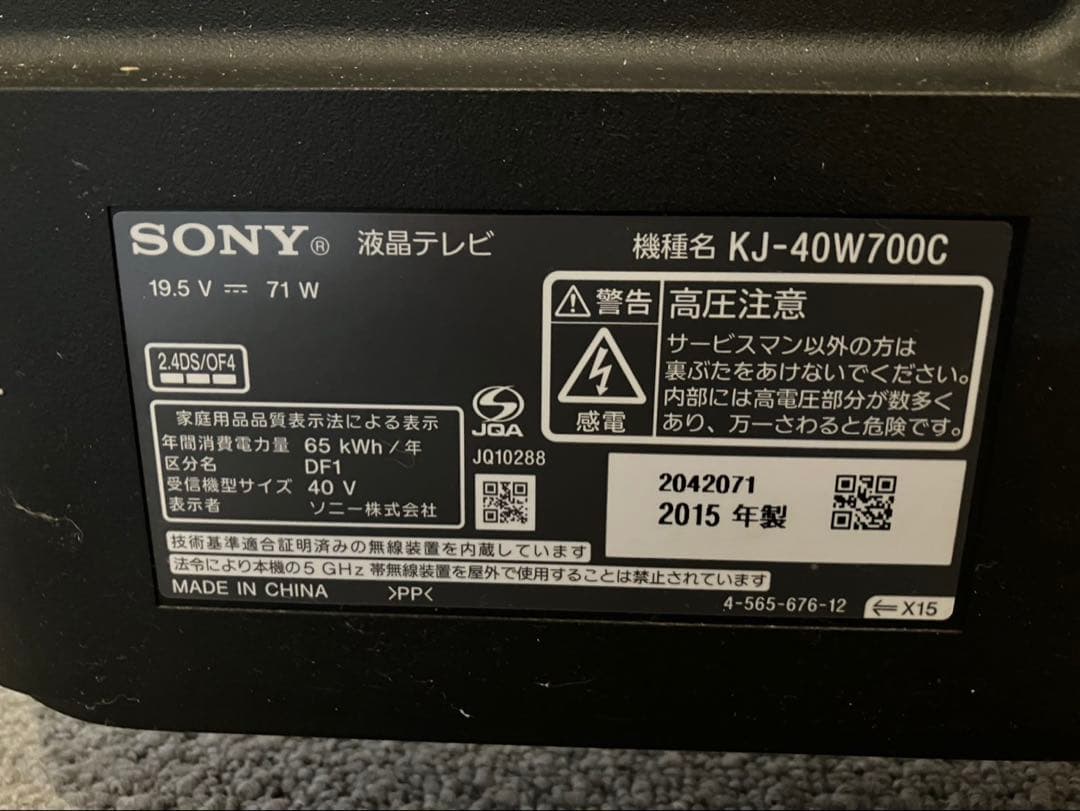 SONY® 液晶テレビ
機種名 KJ-40W700C
19.5 V ⎓ 71 W
2.4DS/OF4
警告 高圧注意
感電
サービスマン以外の方は
裏ぶたをあけないでください。
内部には高電圧部分が数多く
あり、万一さわると危険です。
家庭用品品質表示法による表示
年間消費電力量 65 kWh / 年
区分名 DF1
受信機型サイズ 40 V
表示者 ソニー株式会社
JQA
JQ10288
2042071
2015 年製
技術基準適合証明済みの無線装置を内蔵しています
法令により本機の5 GHz 帯無線装置を屋外で使用することは禁止されています
MADE IN CHINA >PP<
4-565-676-12 X15